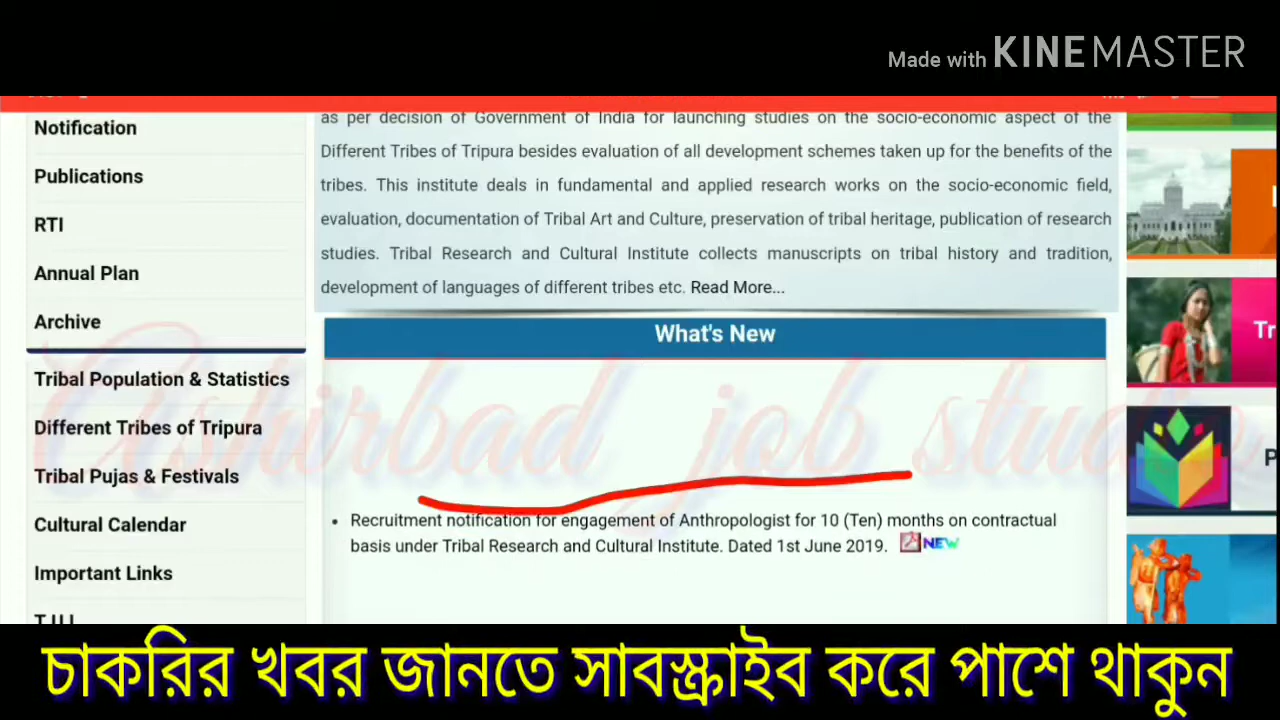 Made with KINEMASTER
Notification
Publications
RTI
Annual Plan
Archive
Tribal Population & Statistics
Different Tribes of Tripura
Tribal Pujas & Festivals
Cultural Calendar
Important Links
as per decision of Government of India for launching studies on the socio-economic aspect of the
Different Tribes of Tripura besides evaluation of all development schemes taken up for the benefits of the
tribes. This institute deals in fundamental and applied research works on the socio-economic field,
evaluation, documentation of Tribal Art and Culture, preservation of tribal heritage, publication of research
studies. Tribal Research and Cultural Institute collects manuscripts on tribal history and tradition,
development of languages of different tribes etc. Read More...
What's New
Ashirbad job studio
Recruitment notification for engagement of Anthropologist for 10 (Ten) months on contractual
basis under Tribal Research and Cultural Institute. Dated 1st June 2019. NEW
Tr
P
চাকরির খবর জানতে সাবস্ক্রাইব করে পাশে থাকুন